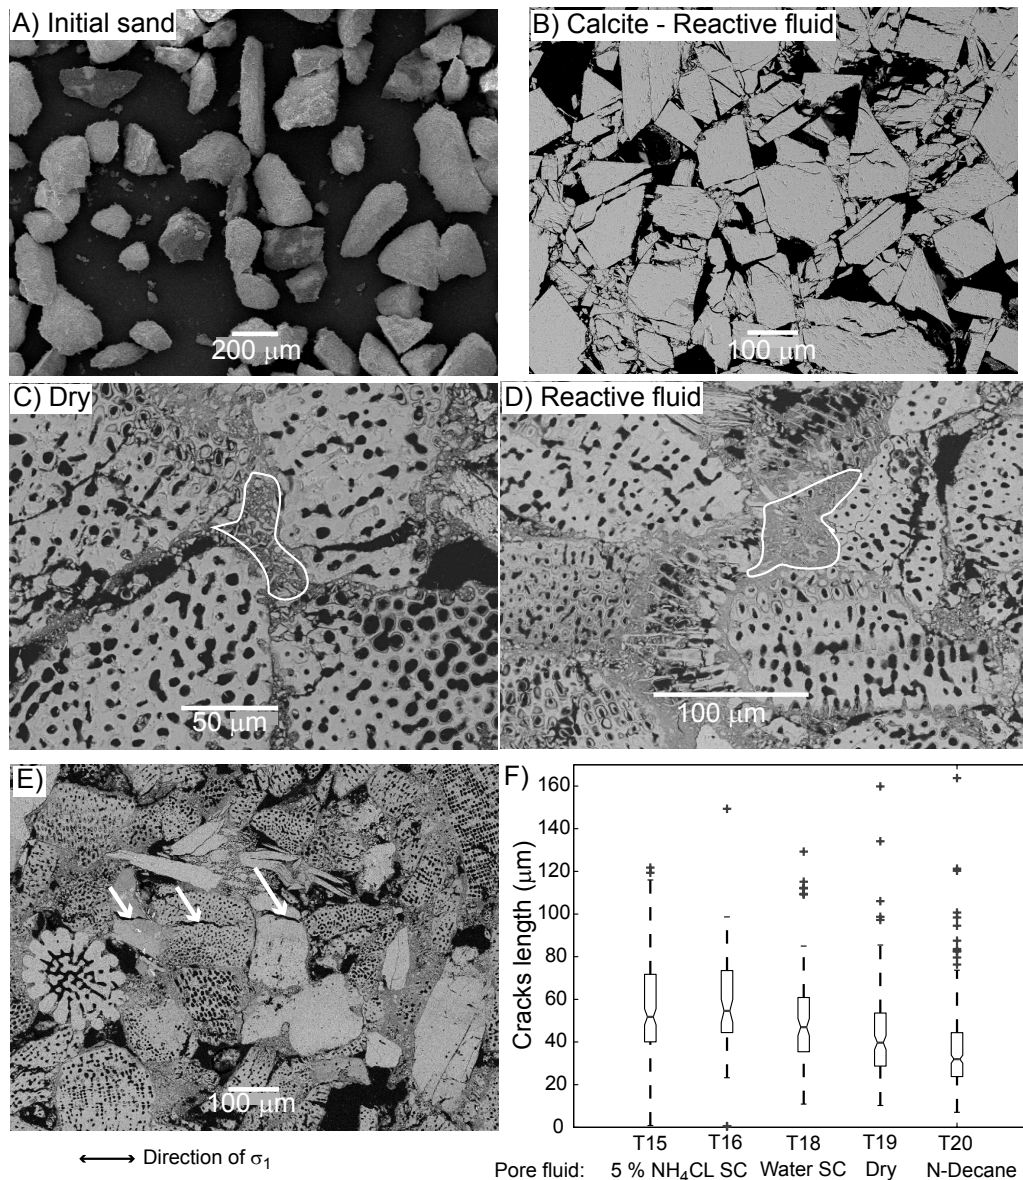 A) Initial sand
200 μm
B) Calcite - Reactive fluid
100 μm
C) Dry
50 μm
D) Reactive fluid
100 μm
E)
100 μm
Direction of σ1
F)
Cracks length (μm)
160
140
120
100
80
60
40
20
0
T15 T16 T18 T19 T20
Pore fluid: 5 % NH4CL SC Water SC Dry N-Decane